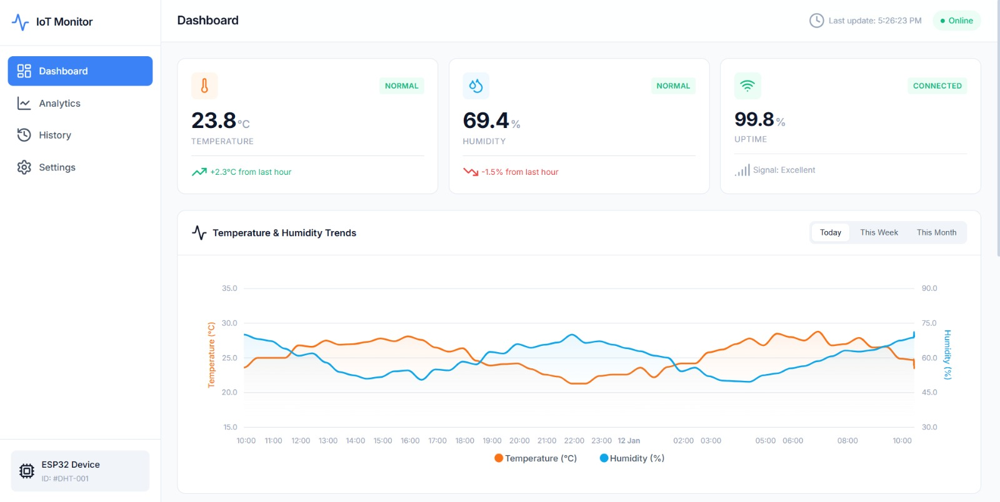 IoT Monitor
Dashboard
Analytics
History
Settings
ESP32 Device
ID: #DHT-001
Dashboard
Last update: 5:26:23 PM
Online
NORMAL
23.8°C
TEMPERATURE
+2.3°C from last hour
NORMAL
69.4%
HUMIDITY
-1.5% from last hour
CONNECTED
99.8%
UPTIME
Signal: Excellent
Temperature & Humidity Trends
Today This Week This Month
35.0
30.0
25.0
20.0
15.0
Temperature (°C)
90.0
75.0
60.0
45.0
30.0
Humidity (%)
10:00 11:00 12:00 13:00 14:00 15:00 16:00 17:00 18:00 19:00 20:00 21:00 22:00 23:00 12 Jan 02:00 03:00 05:00 06:00 08:00 10:00
Temperature (°C) Humidity (%)